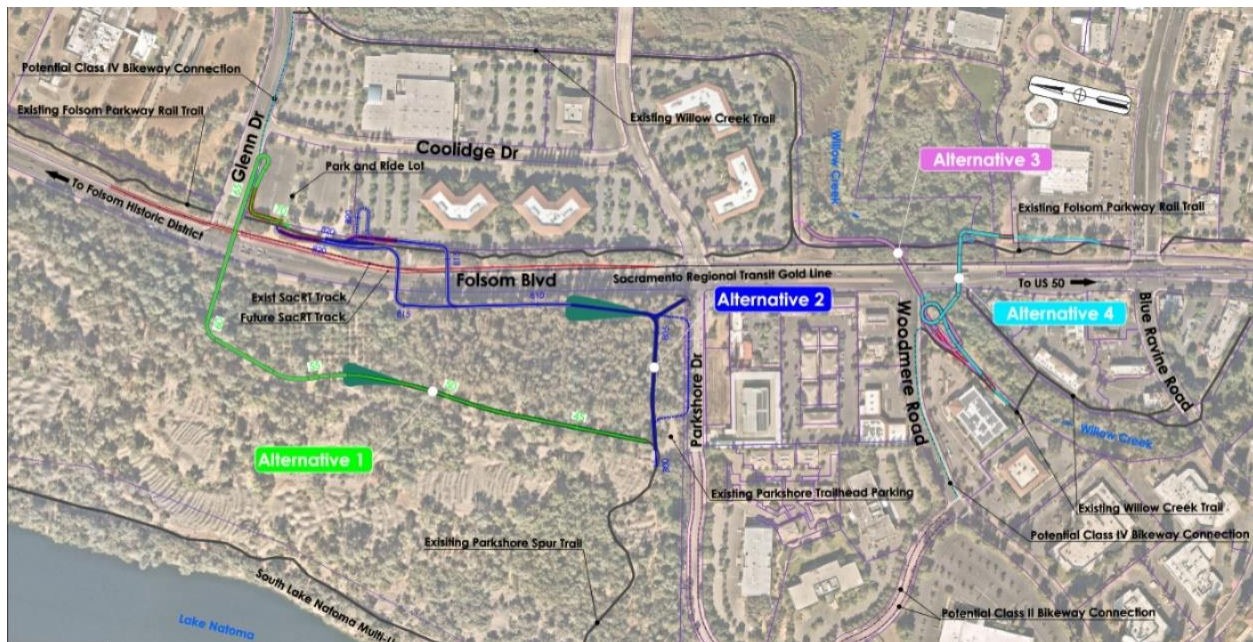 Potential Class IV Bikeway Connection
Existing Folsom Parkway Rail Trail
Glenn Dr
Coolidge Dr
Existing Willow Creek Trail
Park and Ride Lot
Willow Creek
Alternative 3
Existing Folsom Parkway Rail Trail
To Folsom Historic District
Folsom Blvd
Sacramento Regional Transit Gold Line
To US 50
Exist SacRT Track
Future SacRT Track
Alternative 2
Alternative 4
Woodmere Road
Blue Ravine Road
Parkshore Dr
615
610
Willow Creek
Alternative 1
Existing Parkshore Trailhead Parking
Existing Willow Creek Trail
Potential Class IV Bikeway Connection
Exisiting Parkshore Spur Trail
South Lake Natoma Multi-U
Potential Class II Bikeway Connection
Lake Natoma